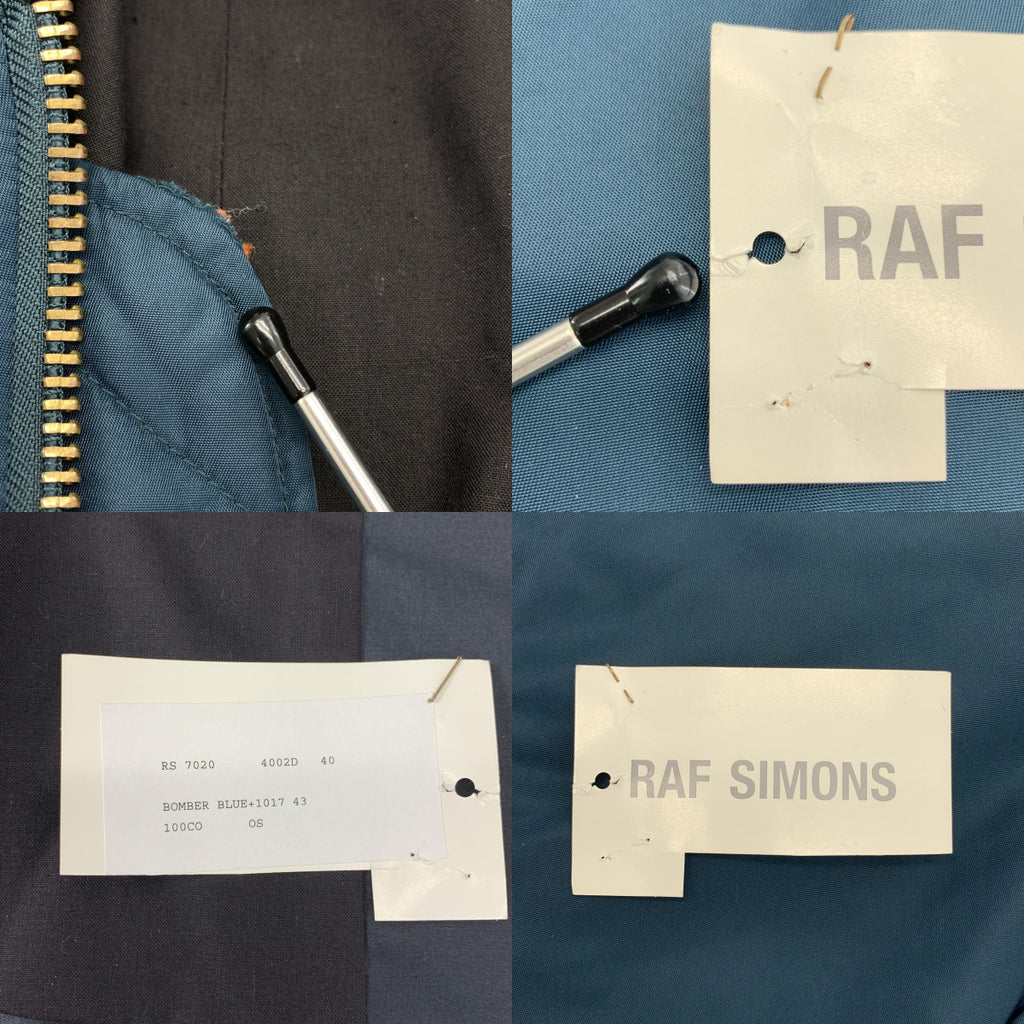 RAF
RS 7020 4002D 40
BOMBER BLUE+1017 43
100CO OS
RAF SIMONS